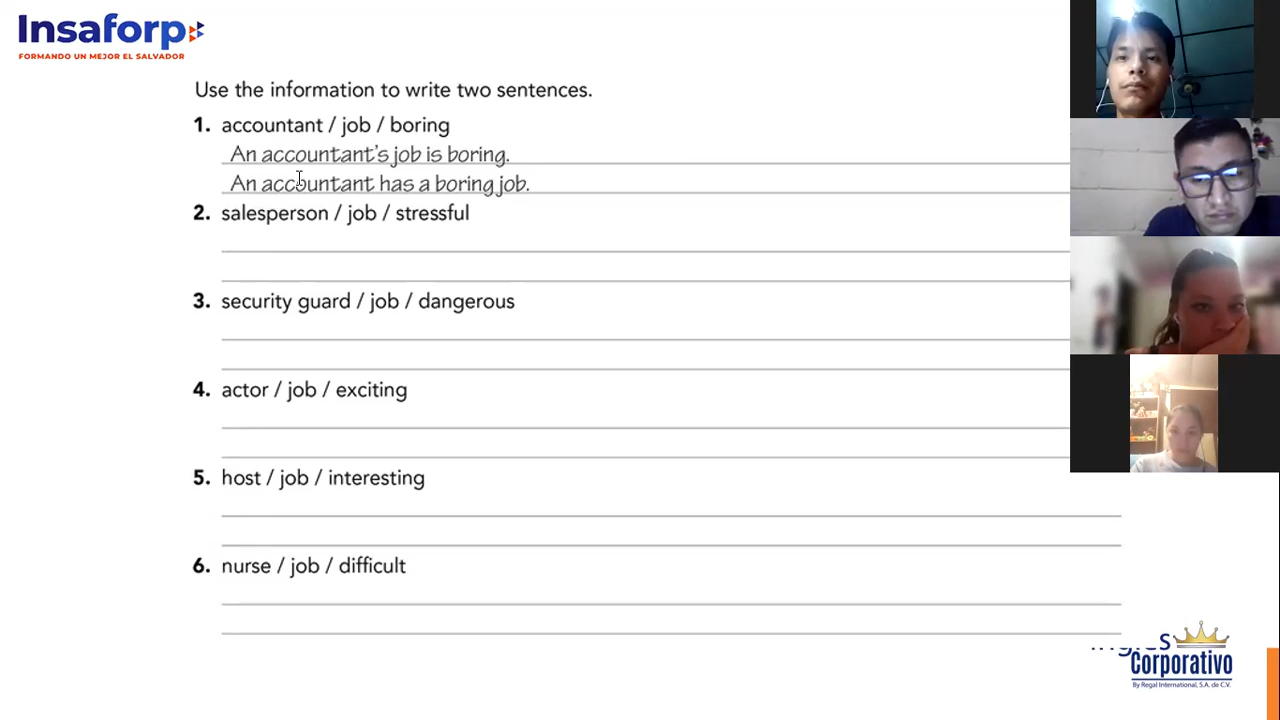 Insaforp
FORMANDO UN MEJOR EL SALVADOR
Use the information to write two sentences.
1. accountant / job / boring
An accountant's job is boring.
An accountant has a boring job.
2. salesperson / job / stressful
3. security guard / job / dangerous
4. actor / job / exciting
5. host / job / interesting
6. nurse / job / difficult
Corporativo
By Regal International, S.A. de C.V.